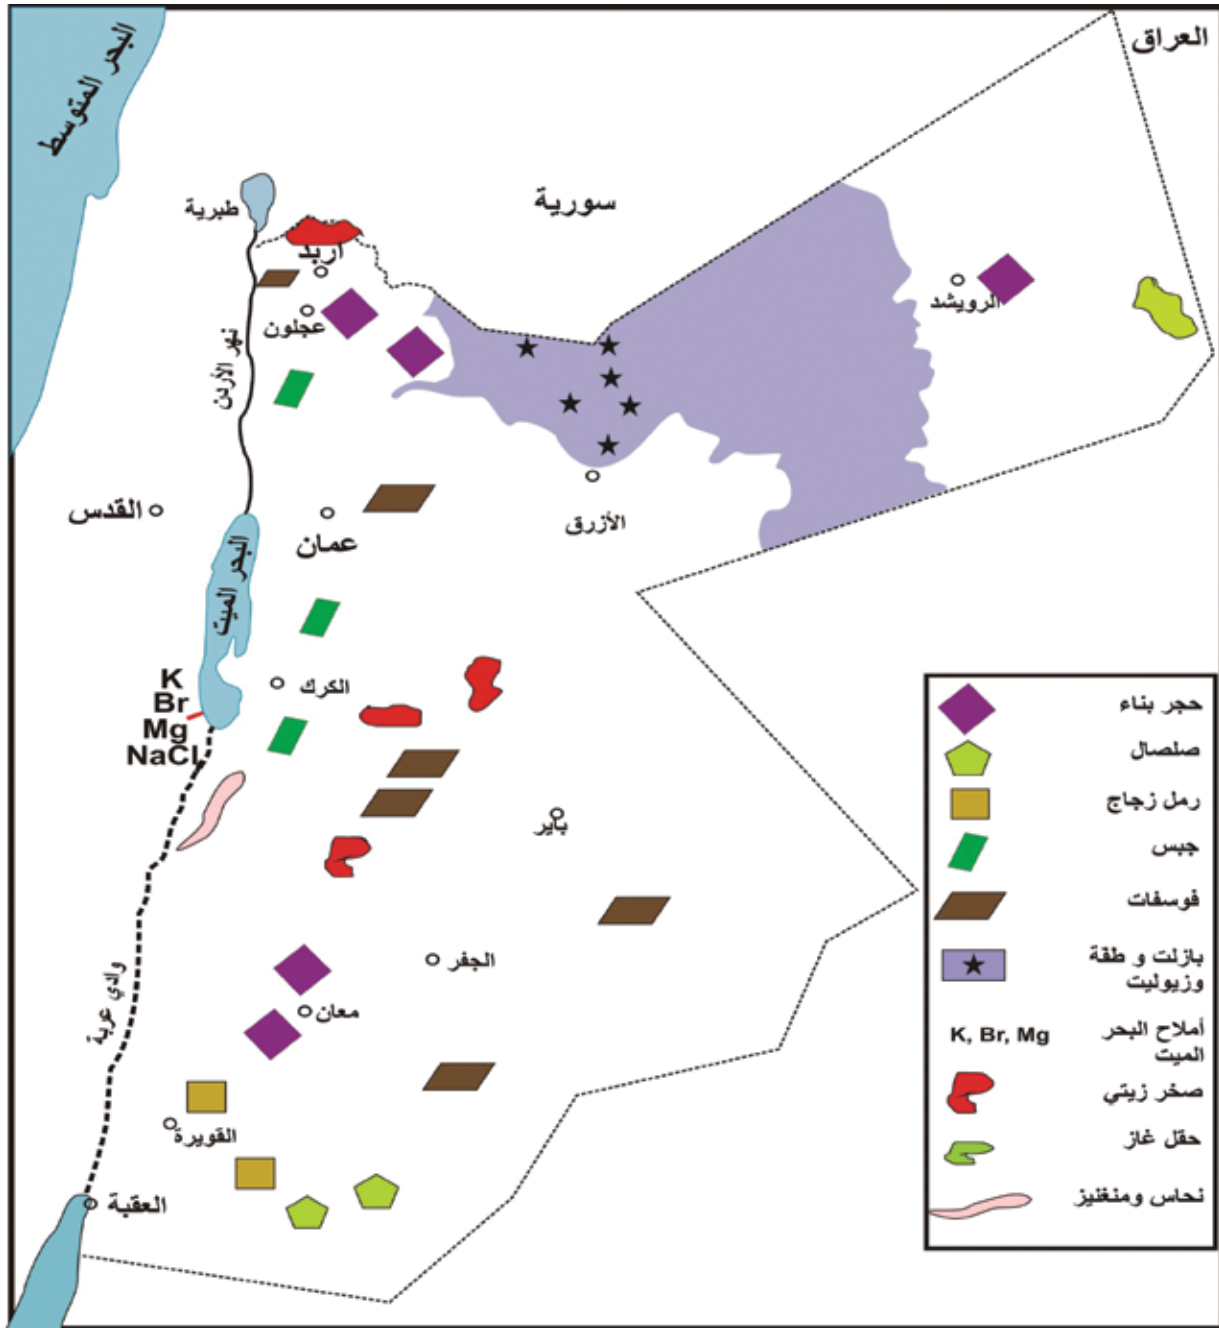 العراق
البحر المتوسط
سورية
طبرية
اربد
الرويشد
عجلون
نهر الأردن
القدس
الأزرق
عمان
البحر الميت
الكرك
K
Br
Mg
NaCl
باير
الجفر
وادي عربة
معان
القويرة
العقبة
حجر بناء
صلصال
رمل زجاج
جبس
فوسفات
بازلت و طقة
وزيوليت
أملاح البحر
الميت
K, Br, Mg
صخر زيتي
حقل غاز
نحاس ومنغنيز